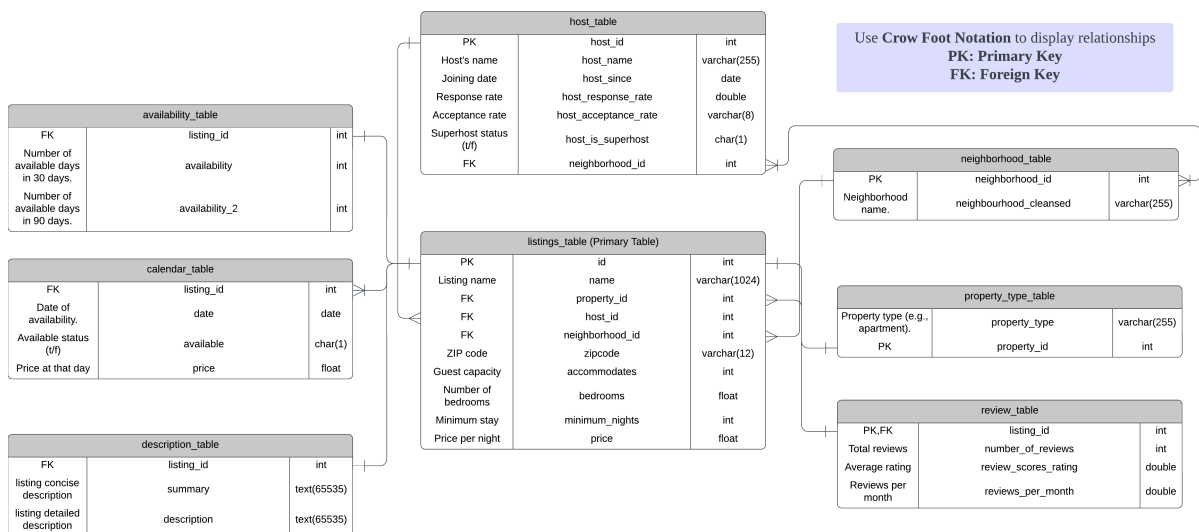 host_table
PK host_id int
Host's name host_name varchar(255)
Joining date host_since date
Response rate host_response_rate double
Acceptance rate host_acceptance_rate varchar(8)
Superhost status
(t/f) host_is_superhost char(1)
FK neighborhood_id int
Use Crow Foot Notation to display relationships
PK: Primary Key
FK: Foreign Key
availability_table
FK listing_id int
Number of
available days
in 30 days. availability int
Number of
available days
in 90 days. availability_2 int
neighborhood_table
PK neighborhood_id int
Neighborhood
name. neighbourhood_cleansed varchar(255)
listings_table (Primary Table)
PK id int
Listing name name varchar(1024)
FK property_id int
FK host_id int
FK neighborhood_id int
ZIP code zipcode varchar(12)
Guest capacity accommodates int
Number of
bedrooms bedrooms float
Minimum stay minimum_nights int
Price per night price float
calendar_table
FK listing_id int
Date of
availability. date date
Available status
(t/f) available char(1)
Price at that day price float
property_type_table
Property type (e.g.,
apartment). property_type varchar(255)
PK property_id int
review_table
PK,FK listing_id int
Total reviews number_of_reviews int
Average rating review_scores_rating double
Reviews per
month reviews_per_month double
description_table
FK listing_id int
listing concise
description summary text(65535)
listing detailed
description description text(65535)